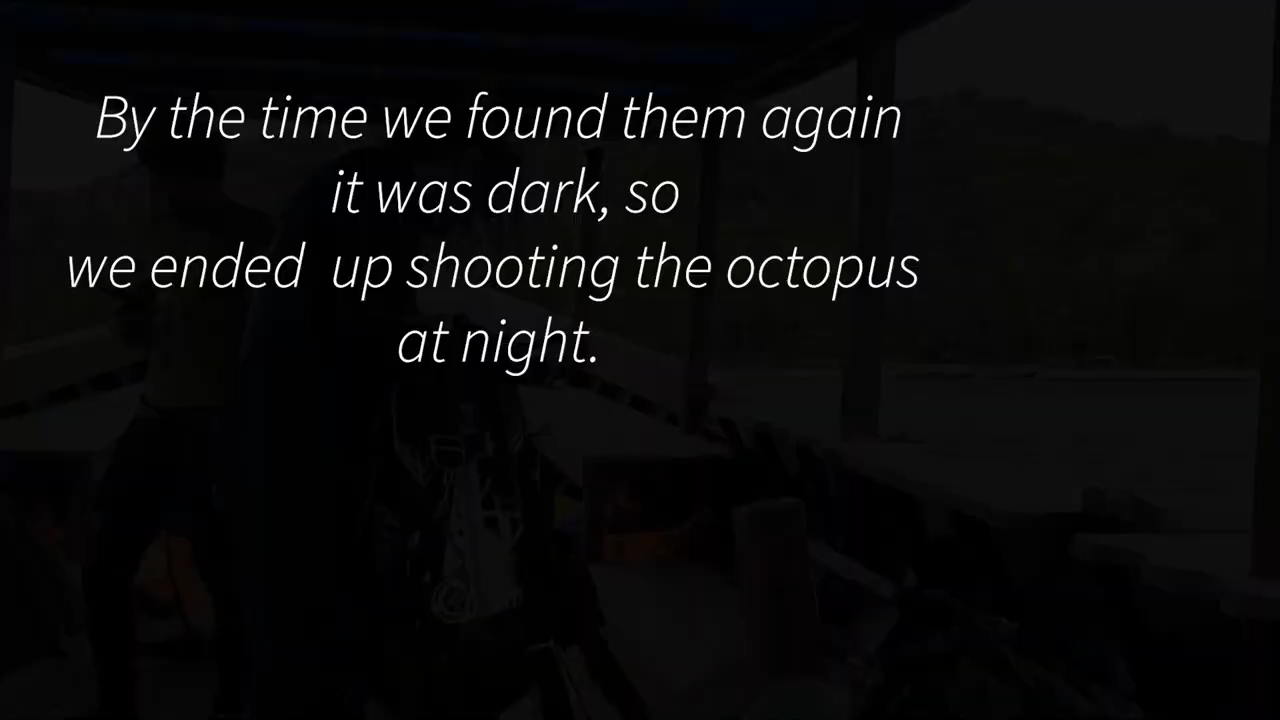 By the time we found them again
it was dark, so
we ended  up shooting the octopus
at night.